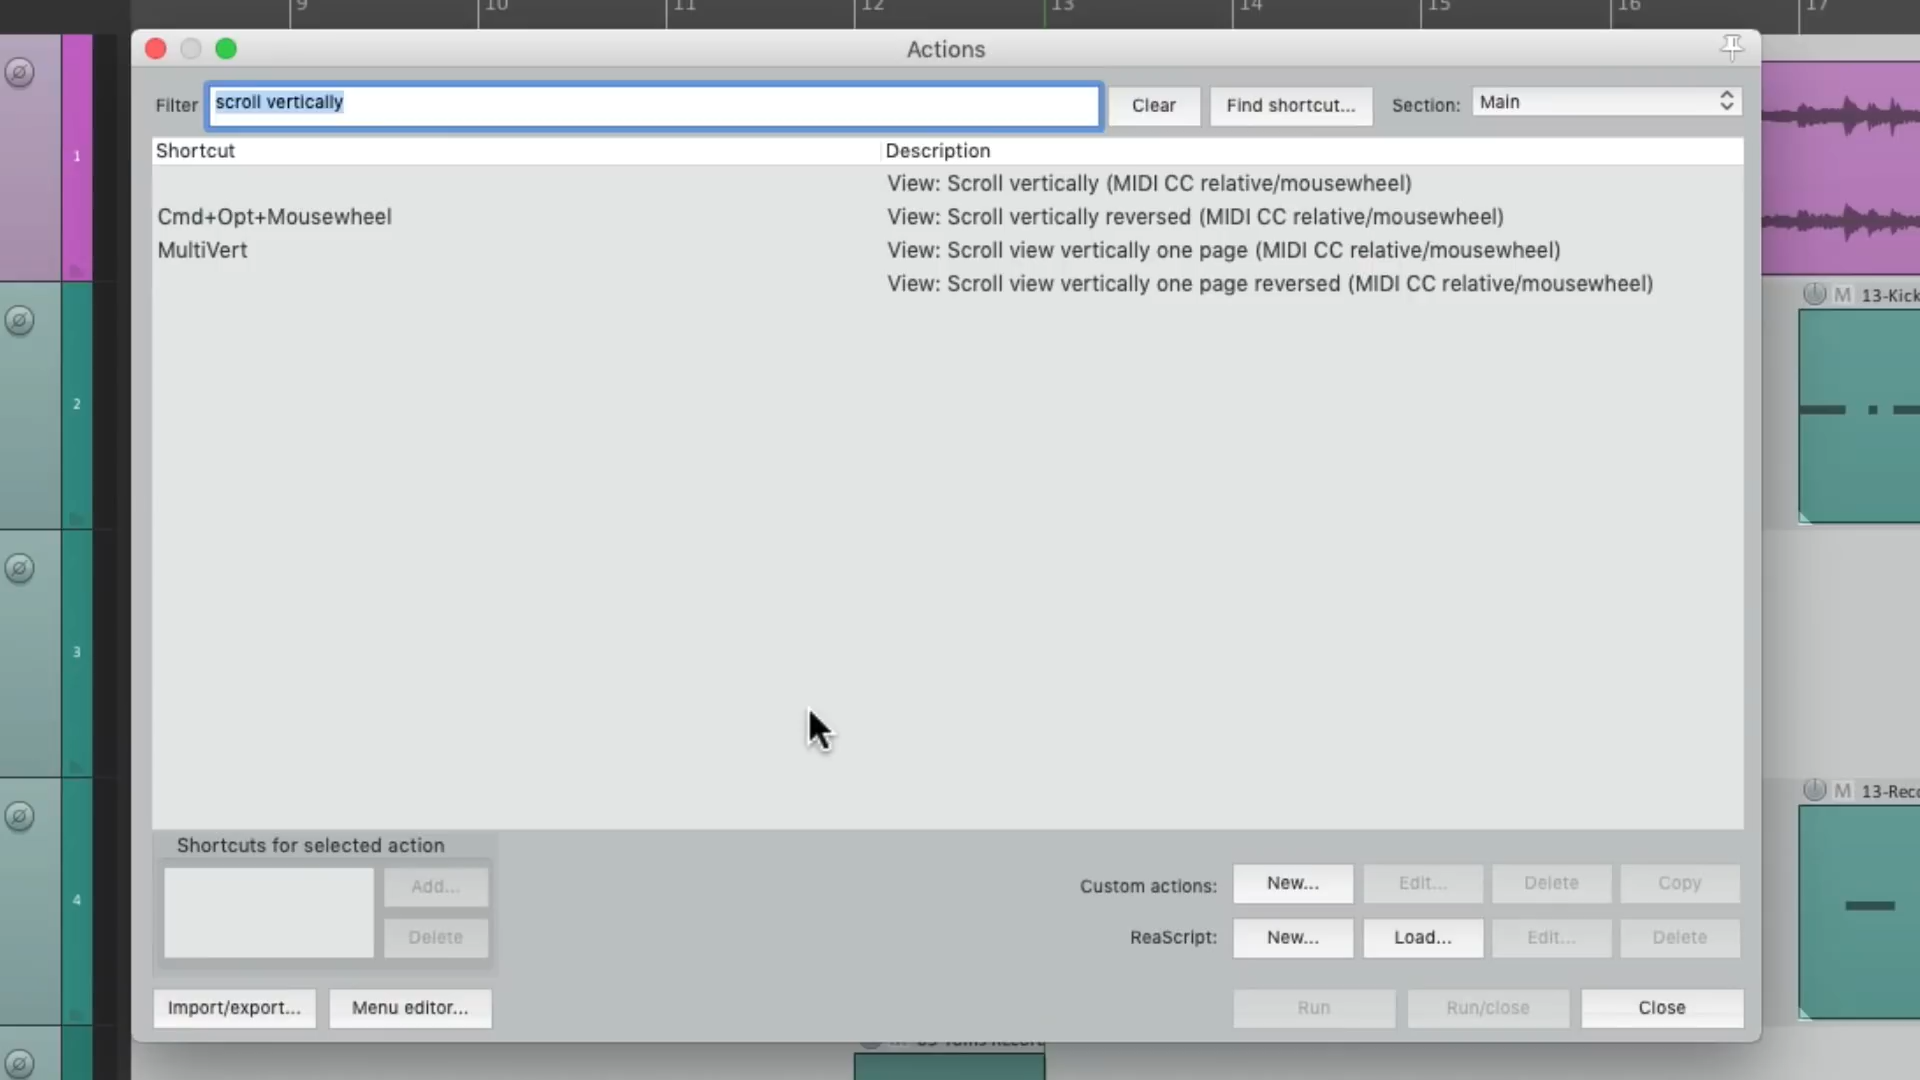 9 10 11 12 13 14 15 16 17
Actions
Filter scroll vertically Clear Find shortcut... Section: Main
Shortcut Description
View: Scroll vertically (MIDI CC relative/mousewheel)
Cmd+Opt+Mousewheel View: Scroll vertically reversed (MIDI CC relative/mousewheel)
MultiVert View: Scroll view vertically one page (MIDI CC relative/mousewheel)
View: Scroll view vertically one page reversed (MIDI CC relative/mousewheel)
1
M 13-Kick
2
3
M 13-Reco
4
Shortcuts for selected action
Add...
Delete
Custom actions: New... Edit... Delete Copy
ReaScript: New... Load... Edit... Delete
Import/export... Menu editor... Run Run/close Close